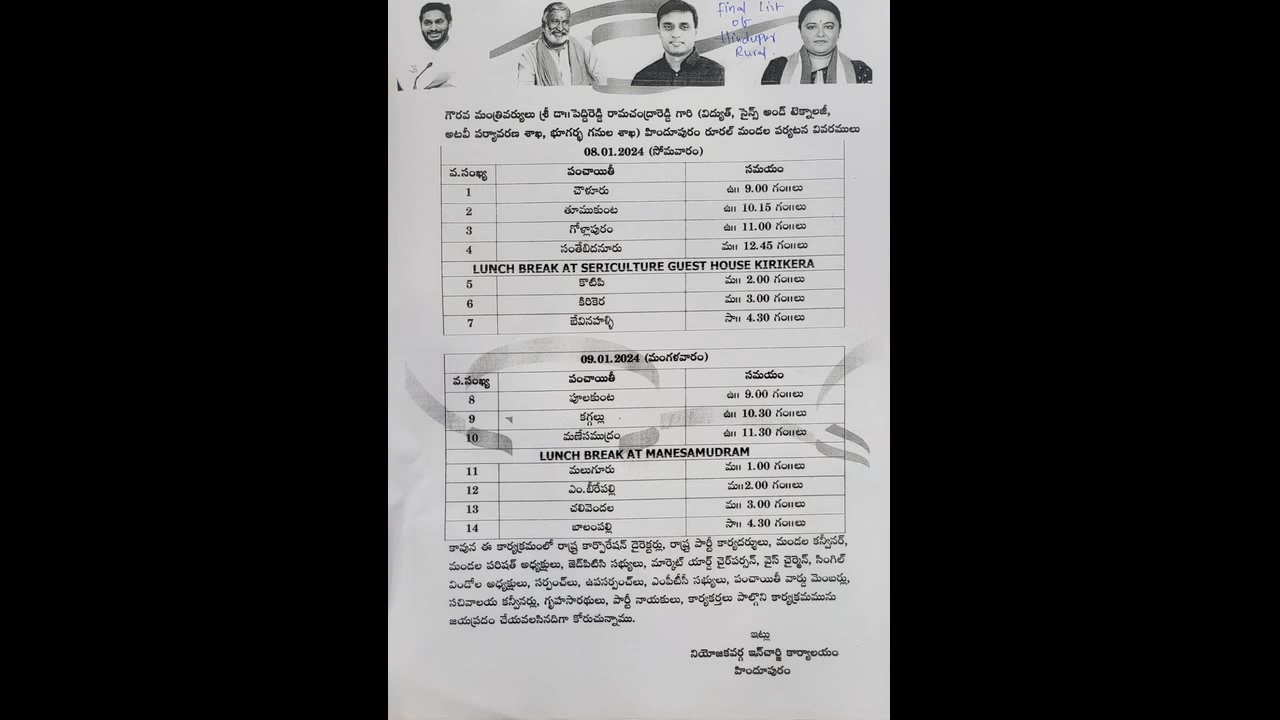 final list
of
Hindupur
Rural.
గౌరవ మంత్రివర్యులు శ్రీ డా॥పెద్దిరెడ్డి రామచంద్రారెడ్డి గారి (విద్యుత్, సైన్స్ అండ్ టెక్నాలజీ,
అటవీ పర్యావరణ శాఖ, భూగర్భ గనుల శాఖ) హిందూపురం రూరల్ మండల పర్యటన వివరములు
08.01.2024 (సోమవారం)
వ.సంఖ్య పంచాయితీ సమయం
1 చౌళూరు ఉ॥ 9.00 గం॥లు
2 తూముకుంట ఉ॥ 10.15 గం॥లు
3 గోళ్లాపురం ఉ॥ 11.00 గం॥లు
4 సంతేబిదనూరు మ॥ 12.45 గం॥లు
LUNCH BREAK AT SERICULTURE GUEST HOUSE KIRIKERA
5 కొటిపి మ॥ 2.00 గం॥లు
6 కిరికెర మ॥ 3.00 గం॥లు
7 బేవినహళ్ళి సా॥ 4.30 గం॥లు
09.01.2024 (మంగళవారం)
వ.సంఖ్య పంచాయితీ సమయం
8 పూలకుంట ఉ॥ 9.00 గం॥లు
9 కగ్గల్లు ఉ॥ 10.30 గం॥లు
10 మణేసముద్రం ఉ॥ 11.30 గం॥లు
LUNCH BREAK AT MANESAMUDRAM
11 మలుగూరు మ॥ 1.00 గం॥లు
12 ఎం.బీరేపల్లి మ॥2.00 గం॥లు
13 చలివెందల మ॥ 3.00 గం॥లు
14 బాలంపల్లి సా॥ 4.30 గం॥లు
కావున ఈ కార్యక్రమంలో రాష్ట్ర కార్పొరేషన్ డైరెక్టర్లు, రాష్ట్ర పార్టీ కార్యదర్శులు, మండల కన్వీనర్,
మండల పరిషత్ అధ్యక్షులు, జెడ్‌పిటిసి సభ్యులు, మార్కెట్ యార్డ్ చైర్‌పర్సన్, వైస్ చైర్మెన్, సింగిల్
విండోల అధ్యక్షులు, సర్పంచ్‌లు, ఉపసర్పంచ్‌లు, ఎంపీటీసీ సభ్యులు, పంచాయితీ వార్డు మెంబర్లు,
సచివాలయ కన్వీనర్లు, గృహసారథులు, పార్టీ నాయకులు, కార్యకర్తలు పాల్గొని కార్యక్రమమును
జయప్రదం చేయవలసినదిగా కోరుచున్నాము.
ఇట్లు
నియోజకవర్గ ఇన్‌చార్జి కార్యాలయం
హిందూపురం